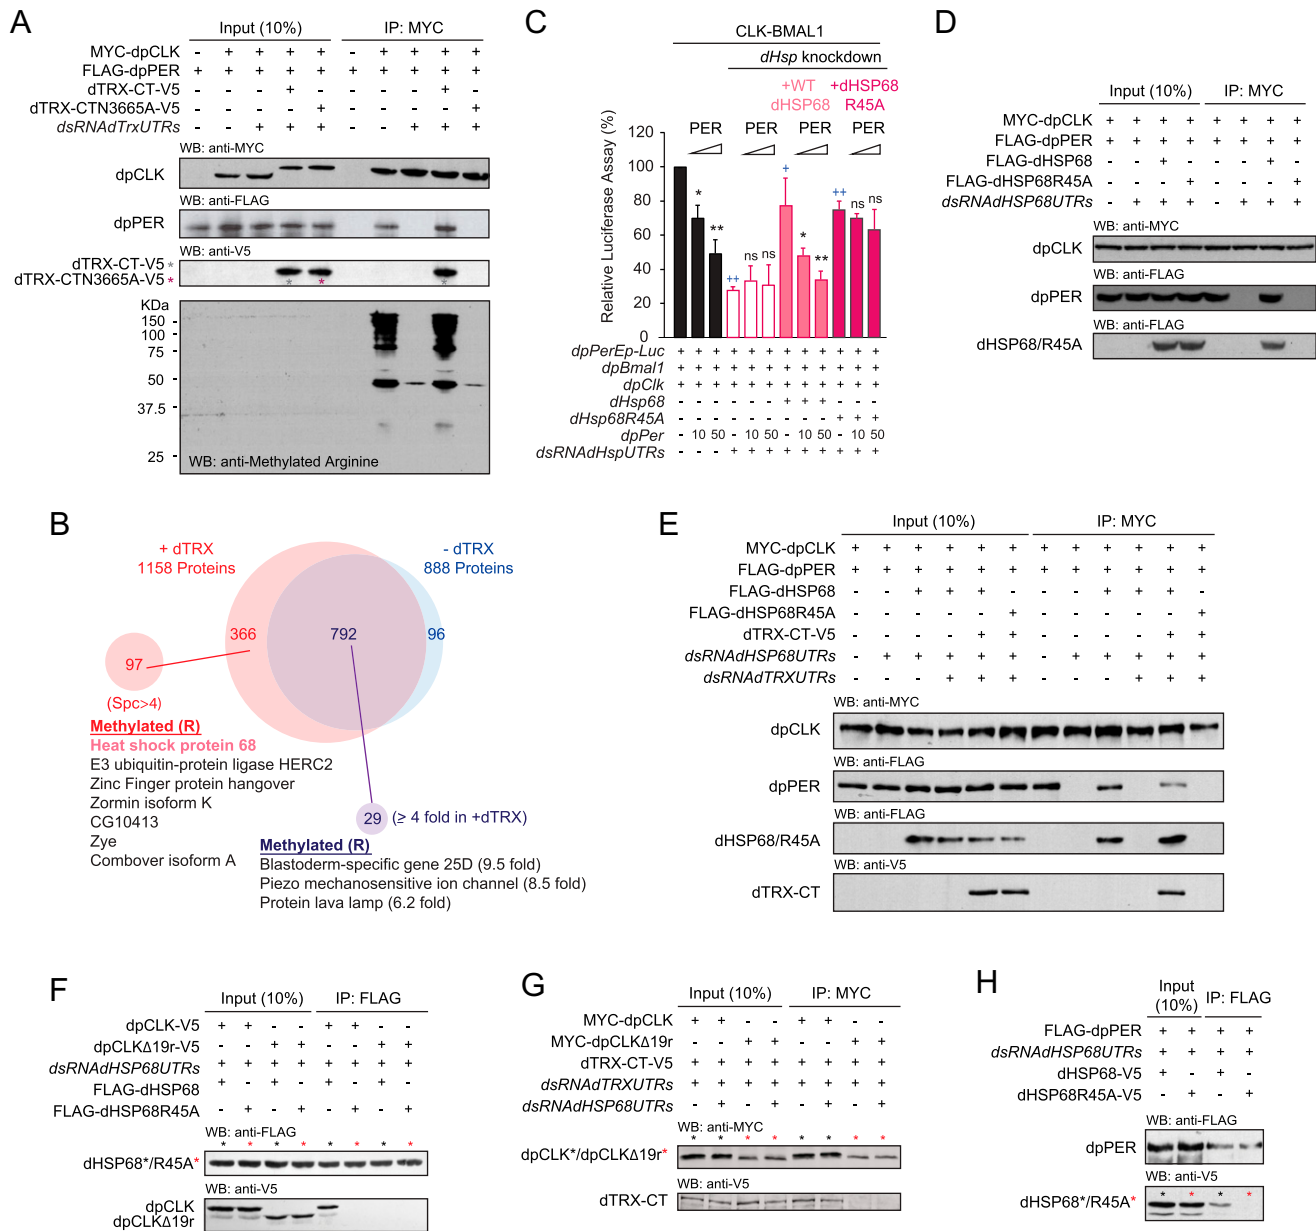 A
Input (10%) IP: MYC
MYC-dpCLK - + + + + - + + + +
FLAG-dpPER + + + + + + + + + +
dTRX-CT-V5 - - - + - - - - + -
dTRX-CTN3665A-V5 - - - - + - - - - +
dsRNAdTrxUTRs - - + + + - - + + +
WB: anti-MYC
dpCLK
WB: anti-FLAG
dpPER
WB: anti-V5
dTRX-CT-V5 *
dTRX-CTN3665A-V5 *
* * *
KDa
150
100
75
50
37.5
25
WB: anti-Methylated Arginine
B
+ dTRX
1158 Proteins
- dTRX
888 Proteins
366
792
96
97
(Spc>4)
Methylated (R)
Heat shock protein 68
E3 ubiquitin-protein ligase HERC2
Zinc Finger protein hangover
Zormin isoform K
CG10413
Zye
Combover isoform A
29 (≥ 4 fold in +dTRX)
Methylated (R)
Blastoderm-specific gene 25D (9.5 fold)
Piezo mechanosensitive ion channel (8.5 fold)
Protein lava lamp (6.2 fold)
C
CLK-BMAL1
dHsp knockdown
+WT dHSP68
+dHSP68 R45A
PER PER PER PER
Relative Luciferase Assay (%)
120
100
80
60
40
20
0
* ** ++ ns ns + * ** ++ ns ns
dpPerEp-Luc + + + + + + + + + + + +
dpBmal1 + + + + + + + + + + + +
dpClk + + + + + + + + + + + +
dHsp68 - - - - - - + + + - - -
dHsp68R45A - - - - - - - - - + + +
dpPer - 10 50 - 10 50 - 10 50 - 10 50
dsRNAdHspUTRs - - - + + + + + + + + +
D
Input (10%) IP: MYC
MYC-dpCLK + + + + + + + +
FLAG-dpPER + + + + + + + +
FLAG-dHSP68 - - + - - - + -
FLAG-dHSP68R45A - - - + - - - +
dsRNAdHSP68UTRs - + + + - + + +
WB: anti-MYC
dpCLK
WB: anti-FLAG
dpPER
WB: anti-FLAG
dHSP68/R45A
E
Input (10%) IP: MYC
MYC-dpCLK + + + + + + + + + + + +
FLAG-dpPER + + + + + + + + + + + +
FLAG-dHSP68 - - + + + - - - + + + -
FLAG-dHSP68R45A - - - - - + - - - - - +
dTRX-CT-V5 - - - - + + - - - - + +
dsRNAdHSP68UTRs - + + + + + - + + + + +
dsRNAdTRXUTRs - - - + + + - - - + + +
WB: anti-MYC
dpCLK
WB: anti-FLAG
dpPER
WB: anti-FLAG
dHSP68/R45A
WB: anti-V5
dTRX-CT
F
Input (10%) IP: FLAG
dpCLK-V5 + + - - + + - -
dpCLKΔ19r-V5 - - + + - - + +
dsRNAdHSP68UTRs + + + + + + + +
FLAG-dHSP68 + - + - + - + -
FLAG-dHSP68R45A - + - + - + - +
WB: anti-FLAG
* * * * * * * *
dHSP68*/R45A*
WB: anti-V5
dpCLK
dpCLKΔ19r
G
Input (10%) IP: MYC
MYC-dpCLK + + - - + + - -
MYC-dpCLKΔ19r - - + + - - + +
dTRX-CT-V5 + + + + + + + +
dsRNAdTRXUTRs + + + + + + + +
dsRNAdHSP68UTRs - + - + - + - +
WB: anti-MYC
* * * * * * * *
dpCLK*/dpCLKΔ19r*
WB: anti-V5
dTRX-CT
H
Input (10%) IP: FLAG
FLAG-dpPER + + + +
dsRNAdHSP68UTRs + + + +
dHSP68-V5 + - + -
dHSP68R45A-V5 - + - +
WB: anti-FLAG
dpPER
WB: anti-V5
* * * *
dHSP68*/R45A*